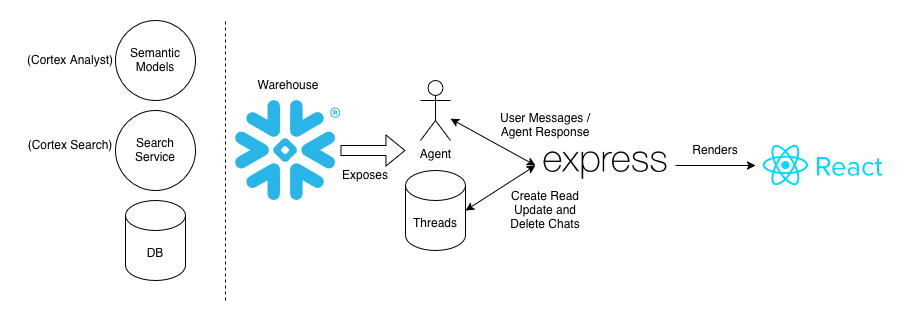 (Cortex Analyst)
Semantic
Models
(Cortex Search)
Search
Service
DB
Warehouse
®
Exposes
Agent
Threads
User Messages /
Agent Response
express
Create Read
Update and
Delete Chats
Renders
React